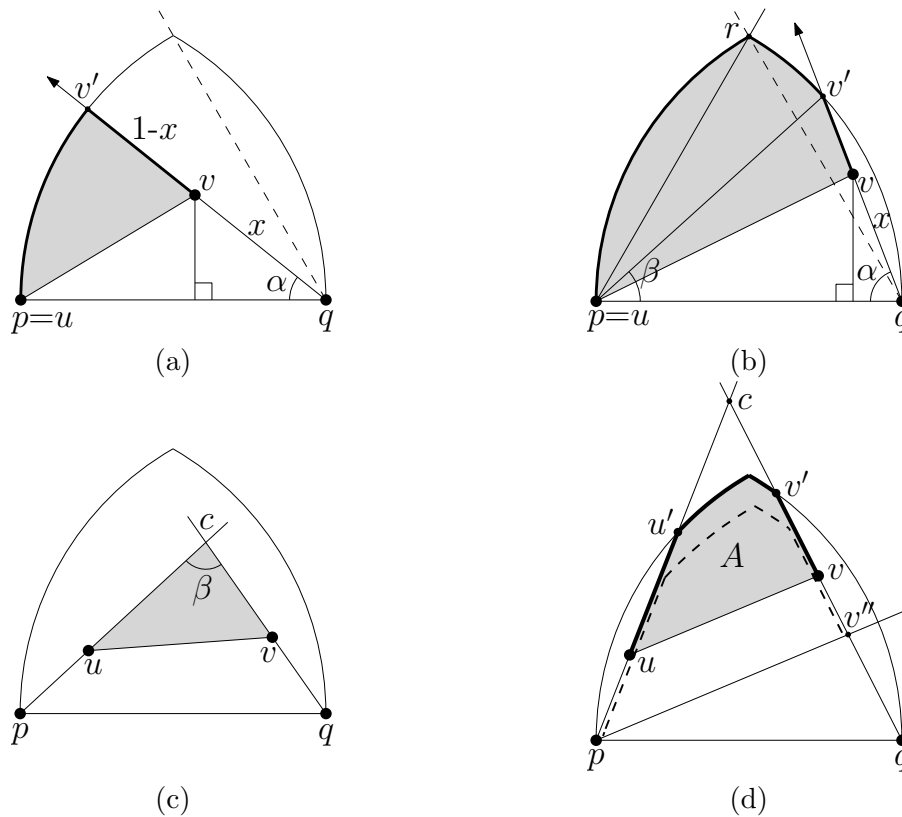 v′
1-x
v
x
α
p=u
q
(a)
r
v′
v
x
β
α
p=u
q
(b)
c
β
u
v
p
q
(c)
c
u′
v′
A
v
v″
u
p
q
(d)